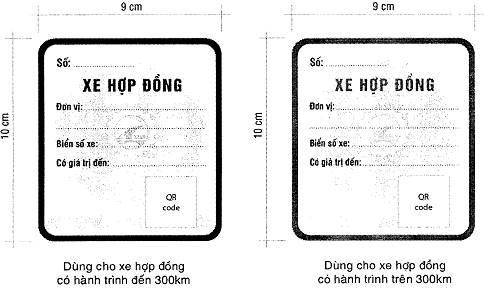 9 cm
10 cm
Số:
XE HỢP ĐỒNG
Đơn vị:
Biển số xe:
Có giá trị đến:
QR
code
Dùng cho xe hợp đồng
có hành trình đến 300km
9 cm
10 cm
Số:
XE HỢP ĐỒNG
Đơn vị:
Biển số xe:
Có giá trị đến:
QR
code
Dùng cho xe hợp đồng
có hành trình trên 300km